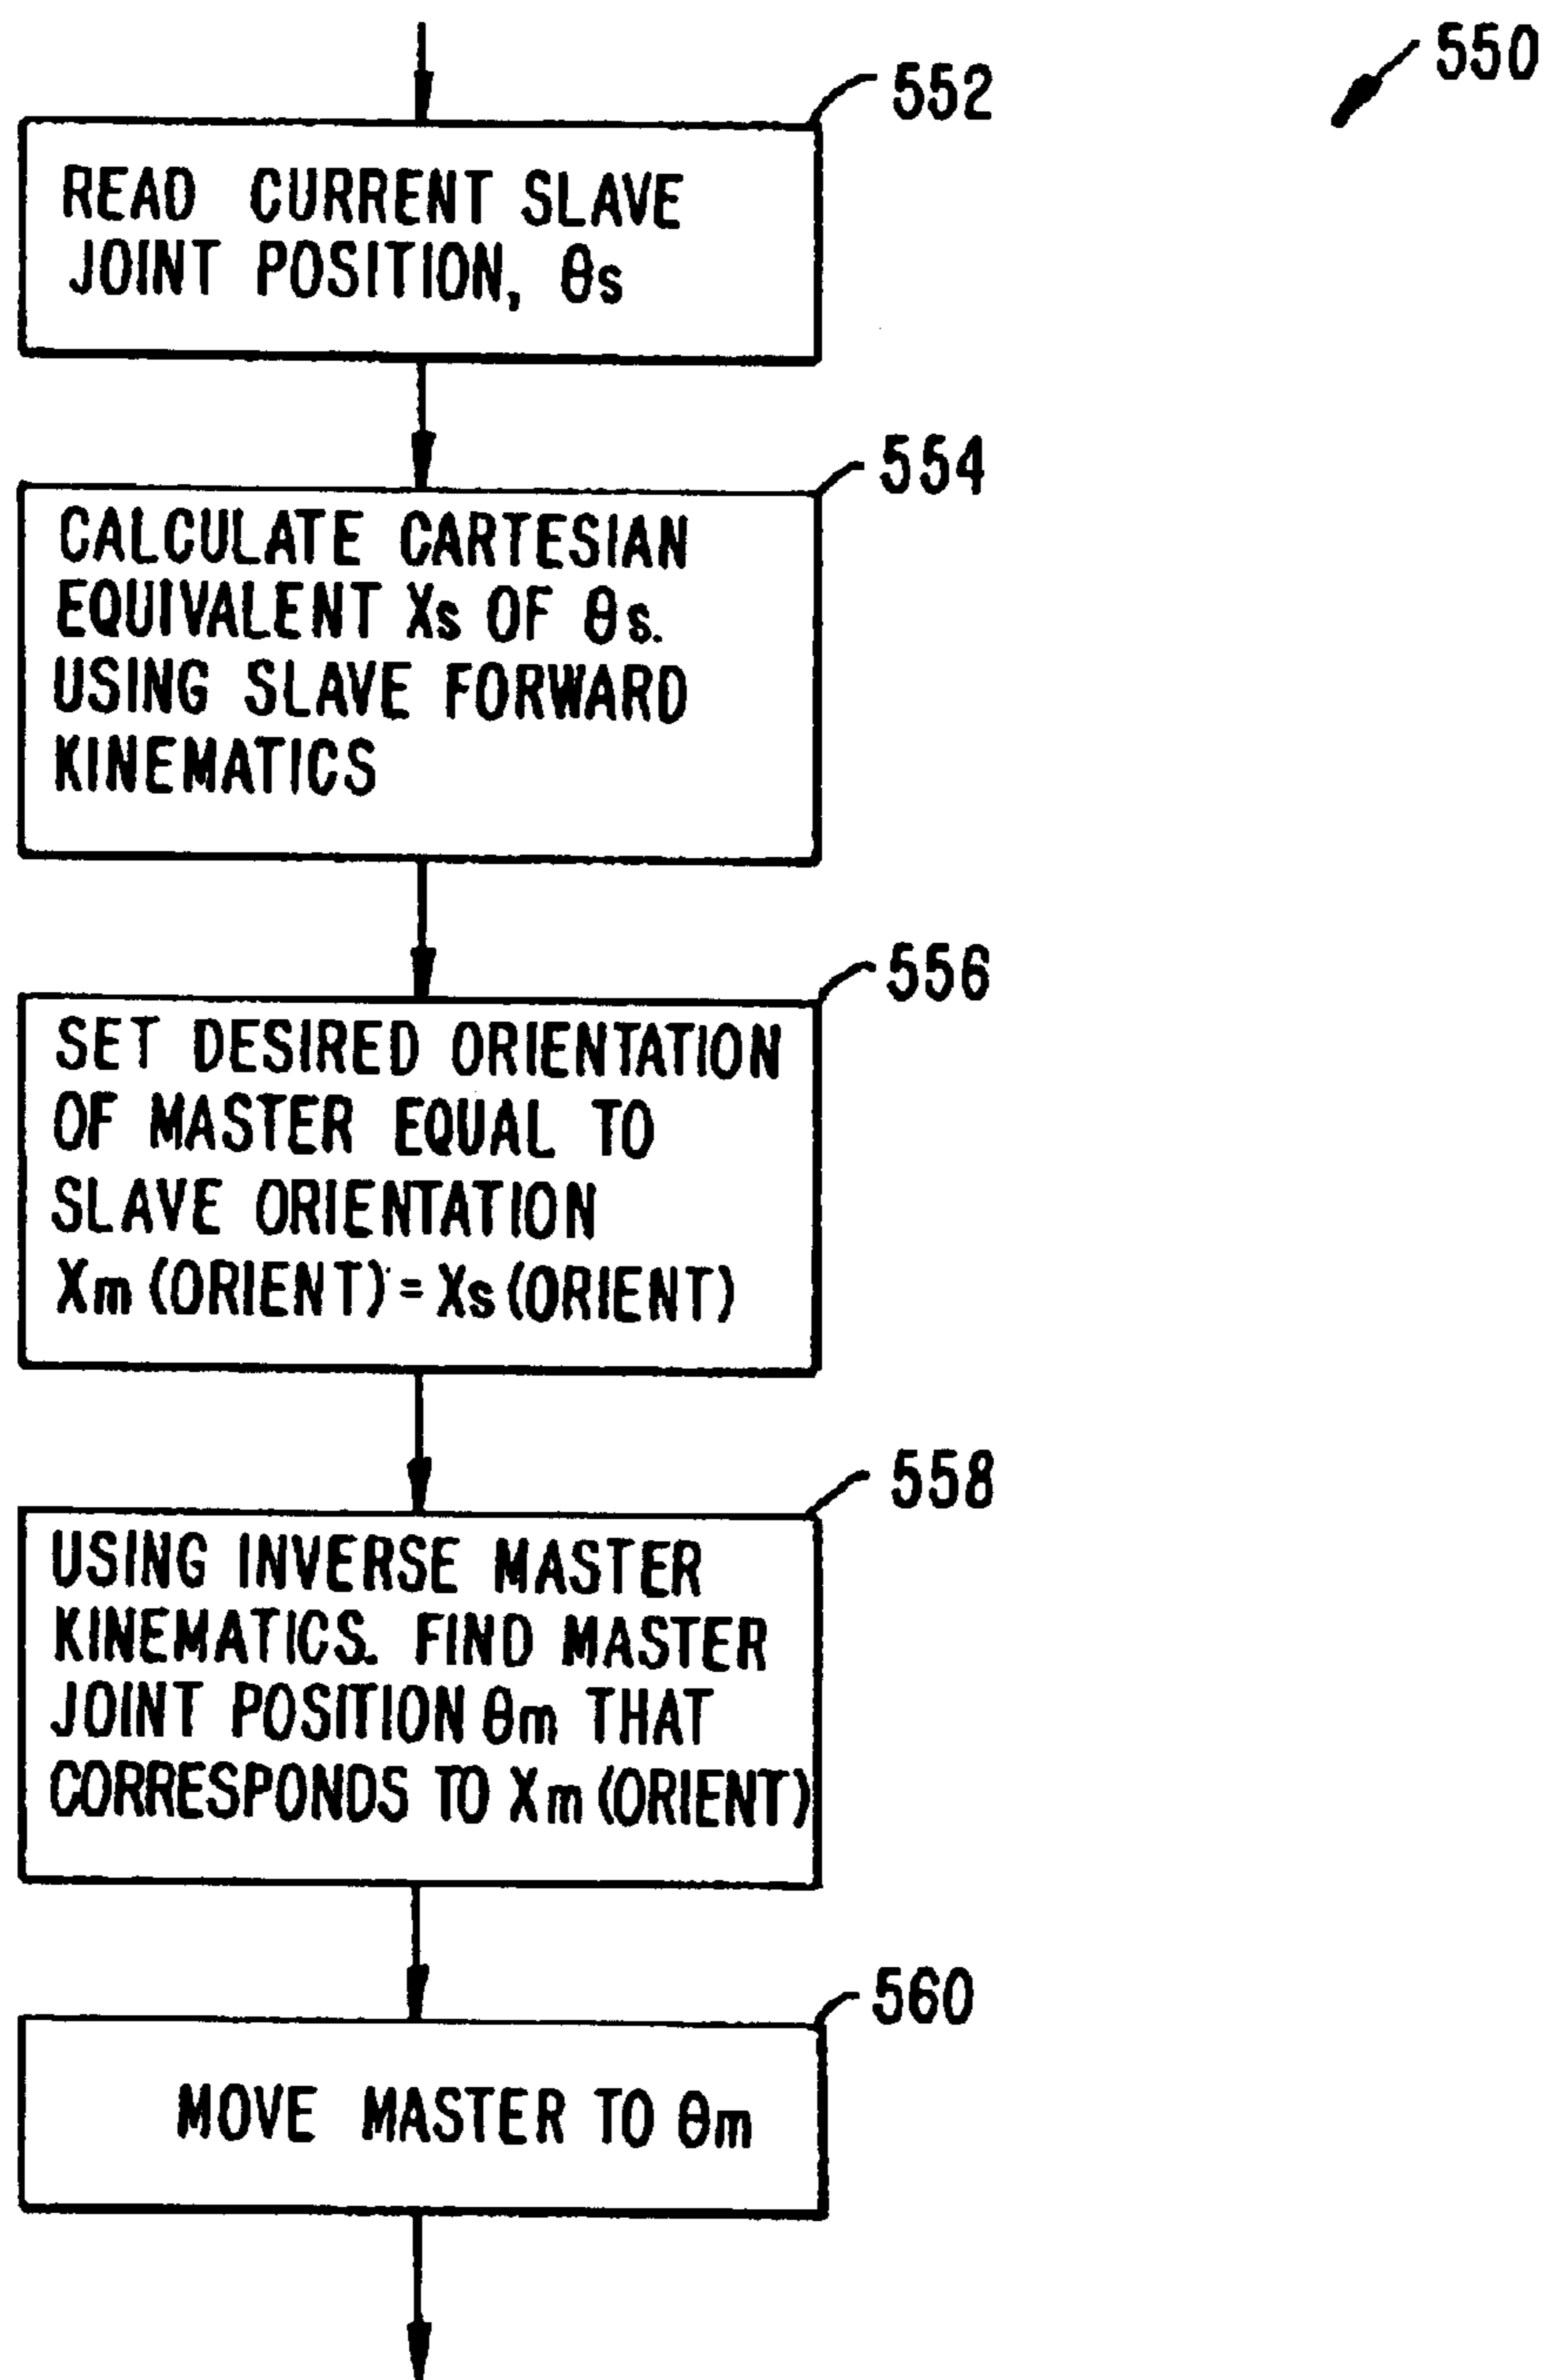 550
552
READ CURRENT SLAVE
JOINT POSITION, θs
554
CALCULATE CARTESIAN
EQUIVALENT Xs OF θs.
USING SLAVE FORWARD
KINEMATICS
556
SET DESIRED ORIENTATION
OF MASTER EQUAL TO
SLAVE ORIENTATION
Xm (ORIENT) = Xs (ORIENT)
558
USING INVERSE MASTER
KINEMATICS. FIND MASTER
JOINT POSITION θm THAT
CORRESPONDS TO Xm (ORIENT)
560
MOVE MASTER TO θm